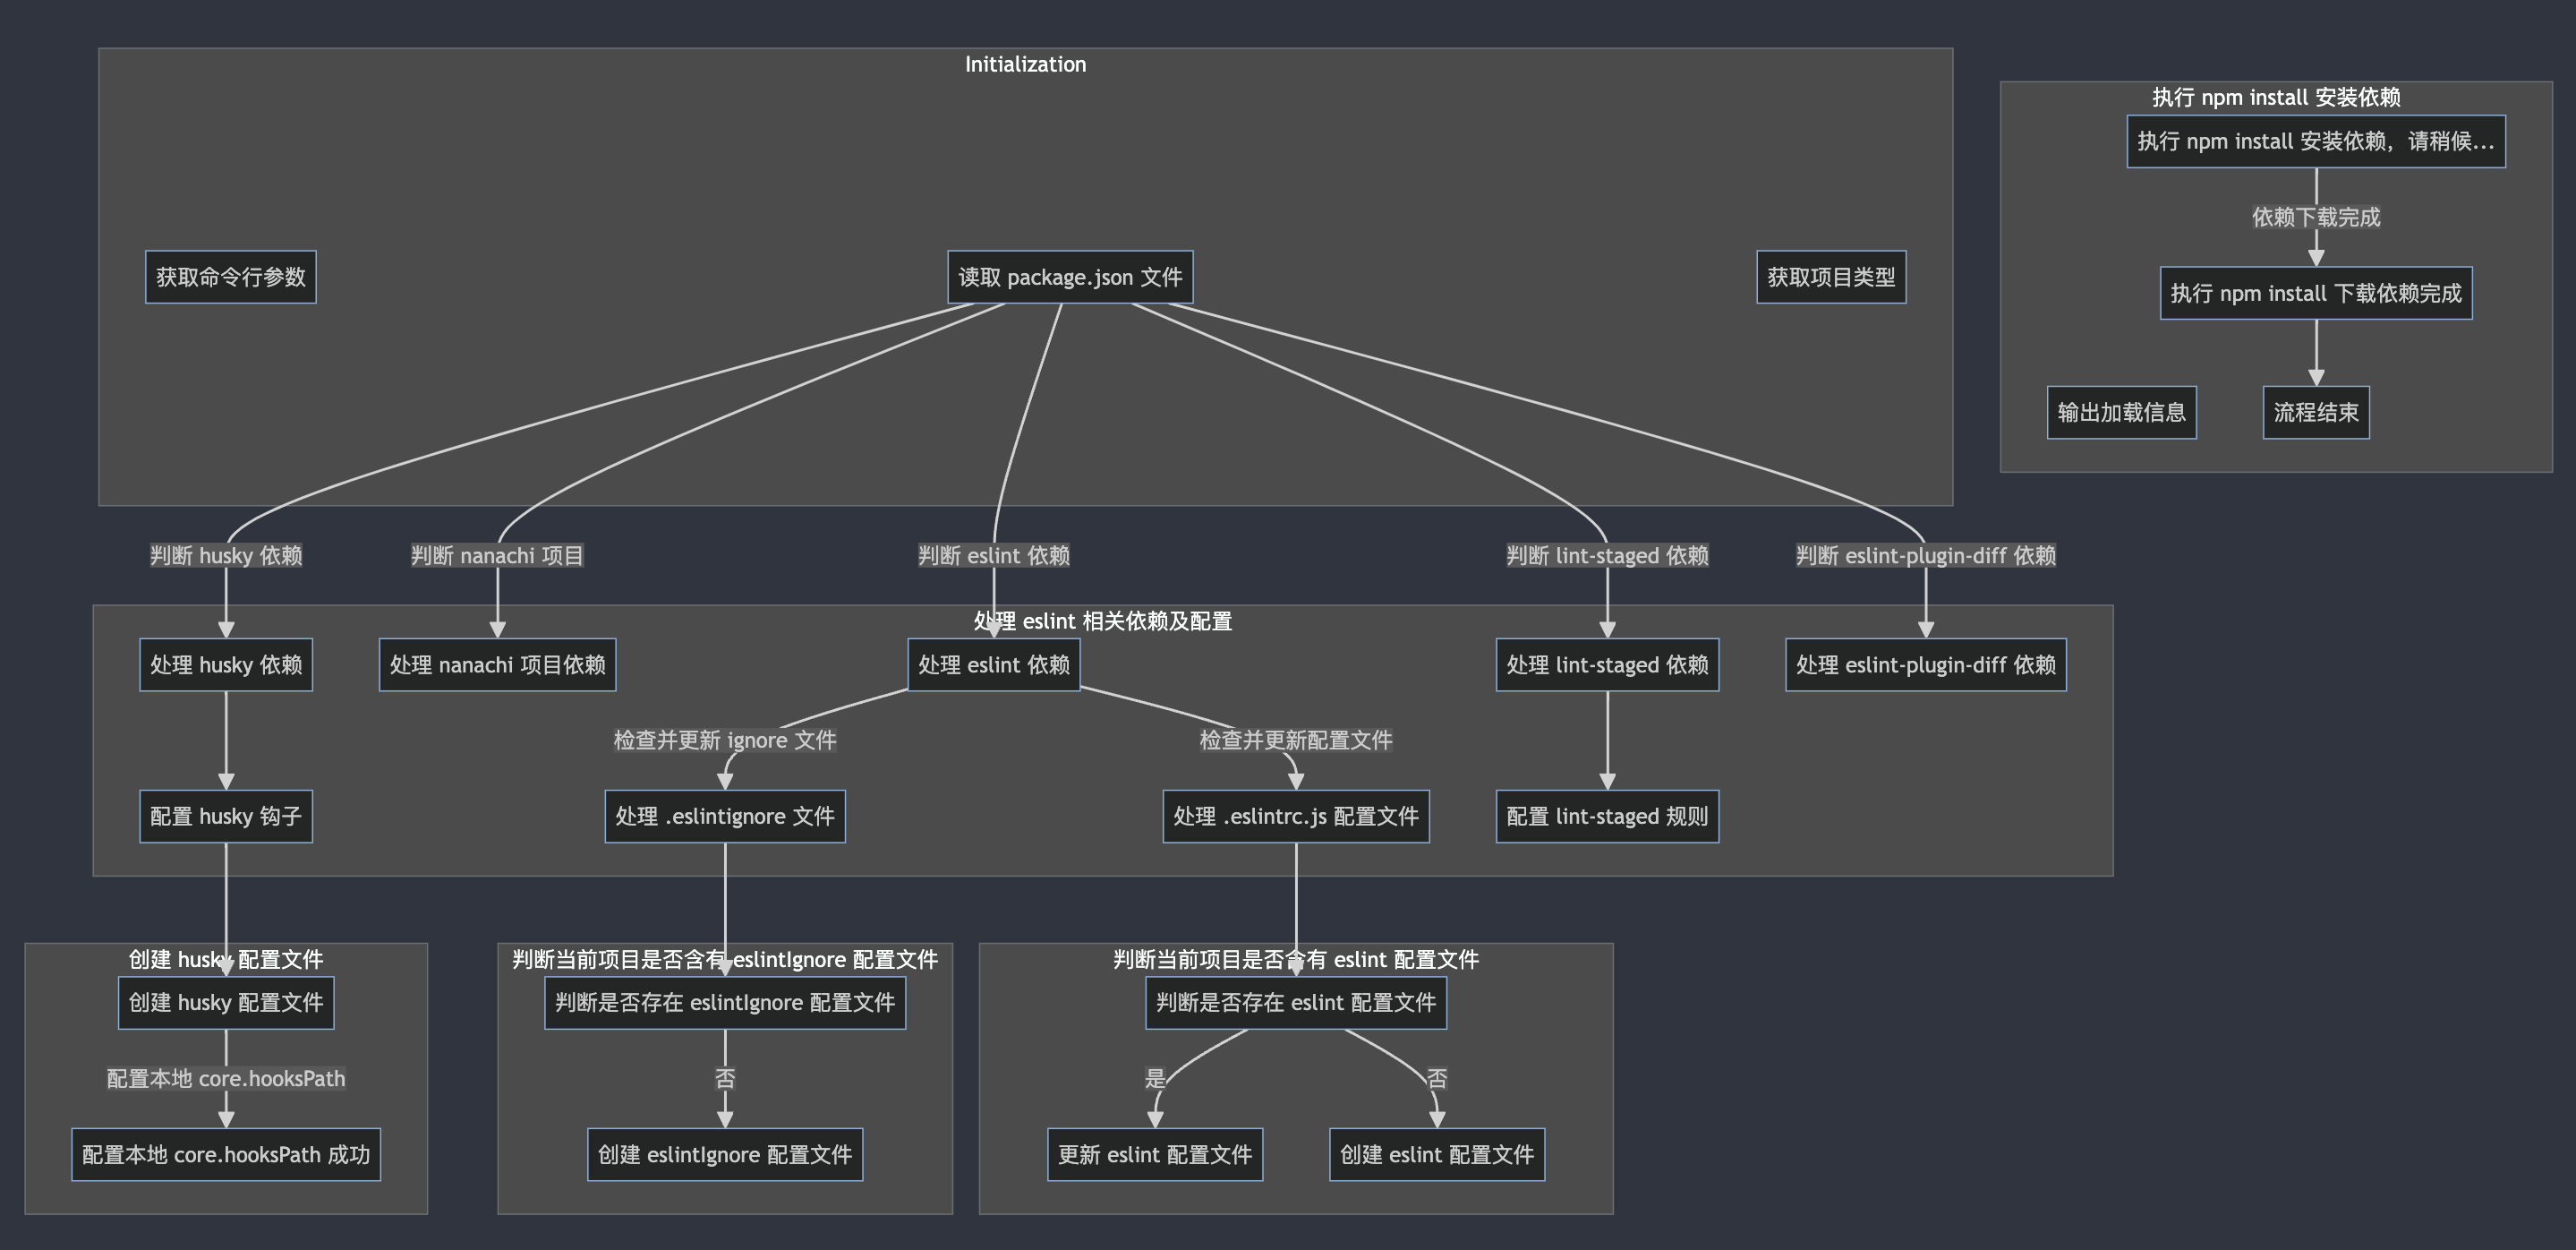 Initialization
获取命令行参数
读取 package.json 文件
获取项目类型
执行 npm install 安装依赖
执行 npm install 安装依赖，请稍候...
依赖下载完成
执行 npm install 下载依赖完成
输出加载信息
流程结束
判断 husky 依赖
判断 nanachi 项目
判断 eslint 依赖
判断 lint-staged 依赖
判断 eslint-plugin-diff 依赖
处理 eslint 相关依赖及配置
处理 husky 依赖
处理 nanachi 项目依赖
处理 eslint 依赖
处理 lint-staged 依赖
处理 eslint-plugin-diff 依赖
检查并更新 ignore 文件
检查并更新配置文件
配置 husky 钩子
处理 .eslintignore 文件
处理 .eslintrc.js 配置文件
配置 lint-staged 规则
创建 husky 配置文件
创建 husky 配置文件
配置本地 core.hooksPath
配置本地 core.hooksPath 成功
判断当前项目是否含有 eslintIgnore 配置文件
判断是否存在 eslintIgnore 配置文件
否
创建 eslintIgnore 配置文件
判断当前项目是否含有 eslint 配置文件
判断是否存在 eslint 配置文件
是
否
更新 eslint 配置文件
创建 eslint 配置文件